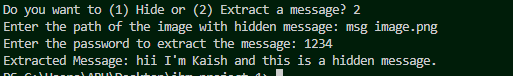 Do you want to (1) Hide or (2) Extract a message? 2
Enter the path of the image with hidden message: msg image.png
Enter the password to extract the message: 1234
Extracted Message: hii I'm Kaish and this is a hidden message.